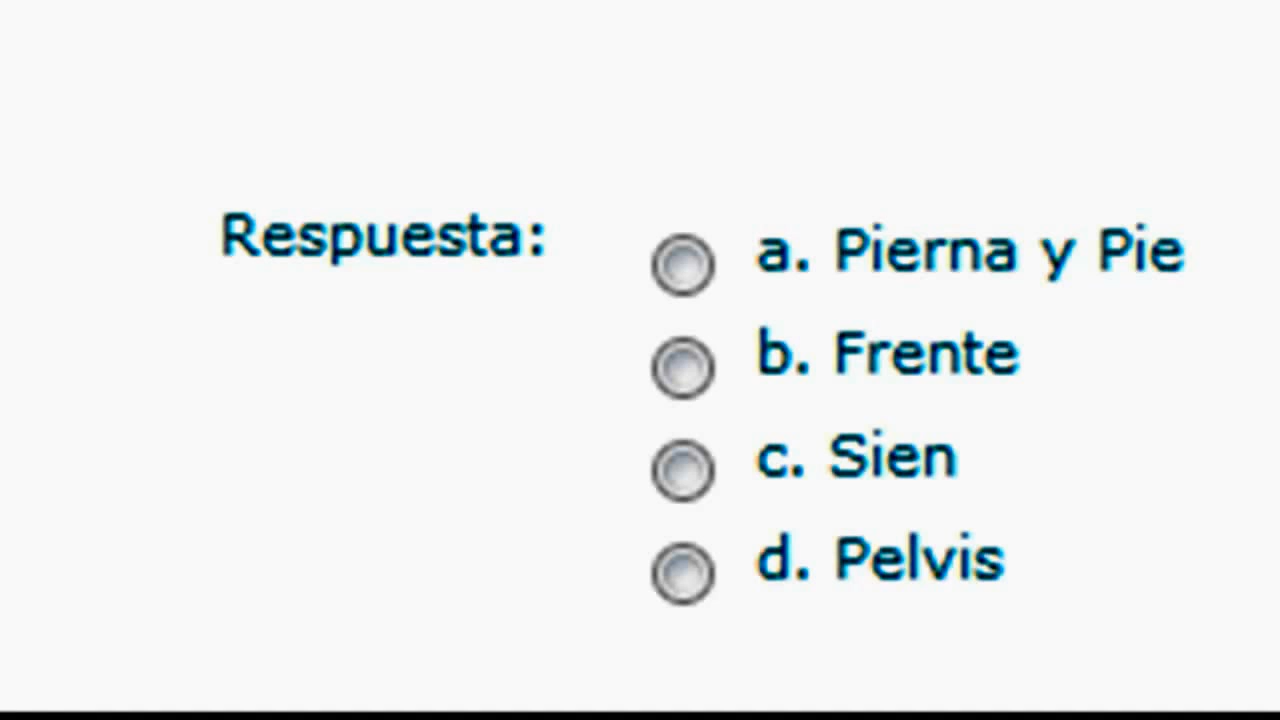 Respuesta:
a. Pierna y Pie
b. Frente
c. Sien
d. Pelvis